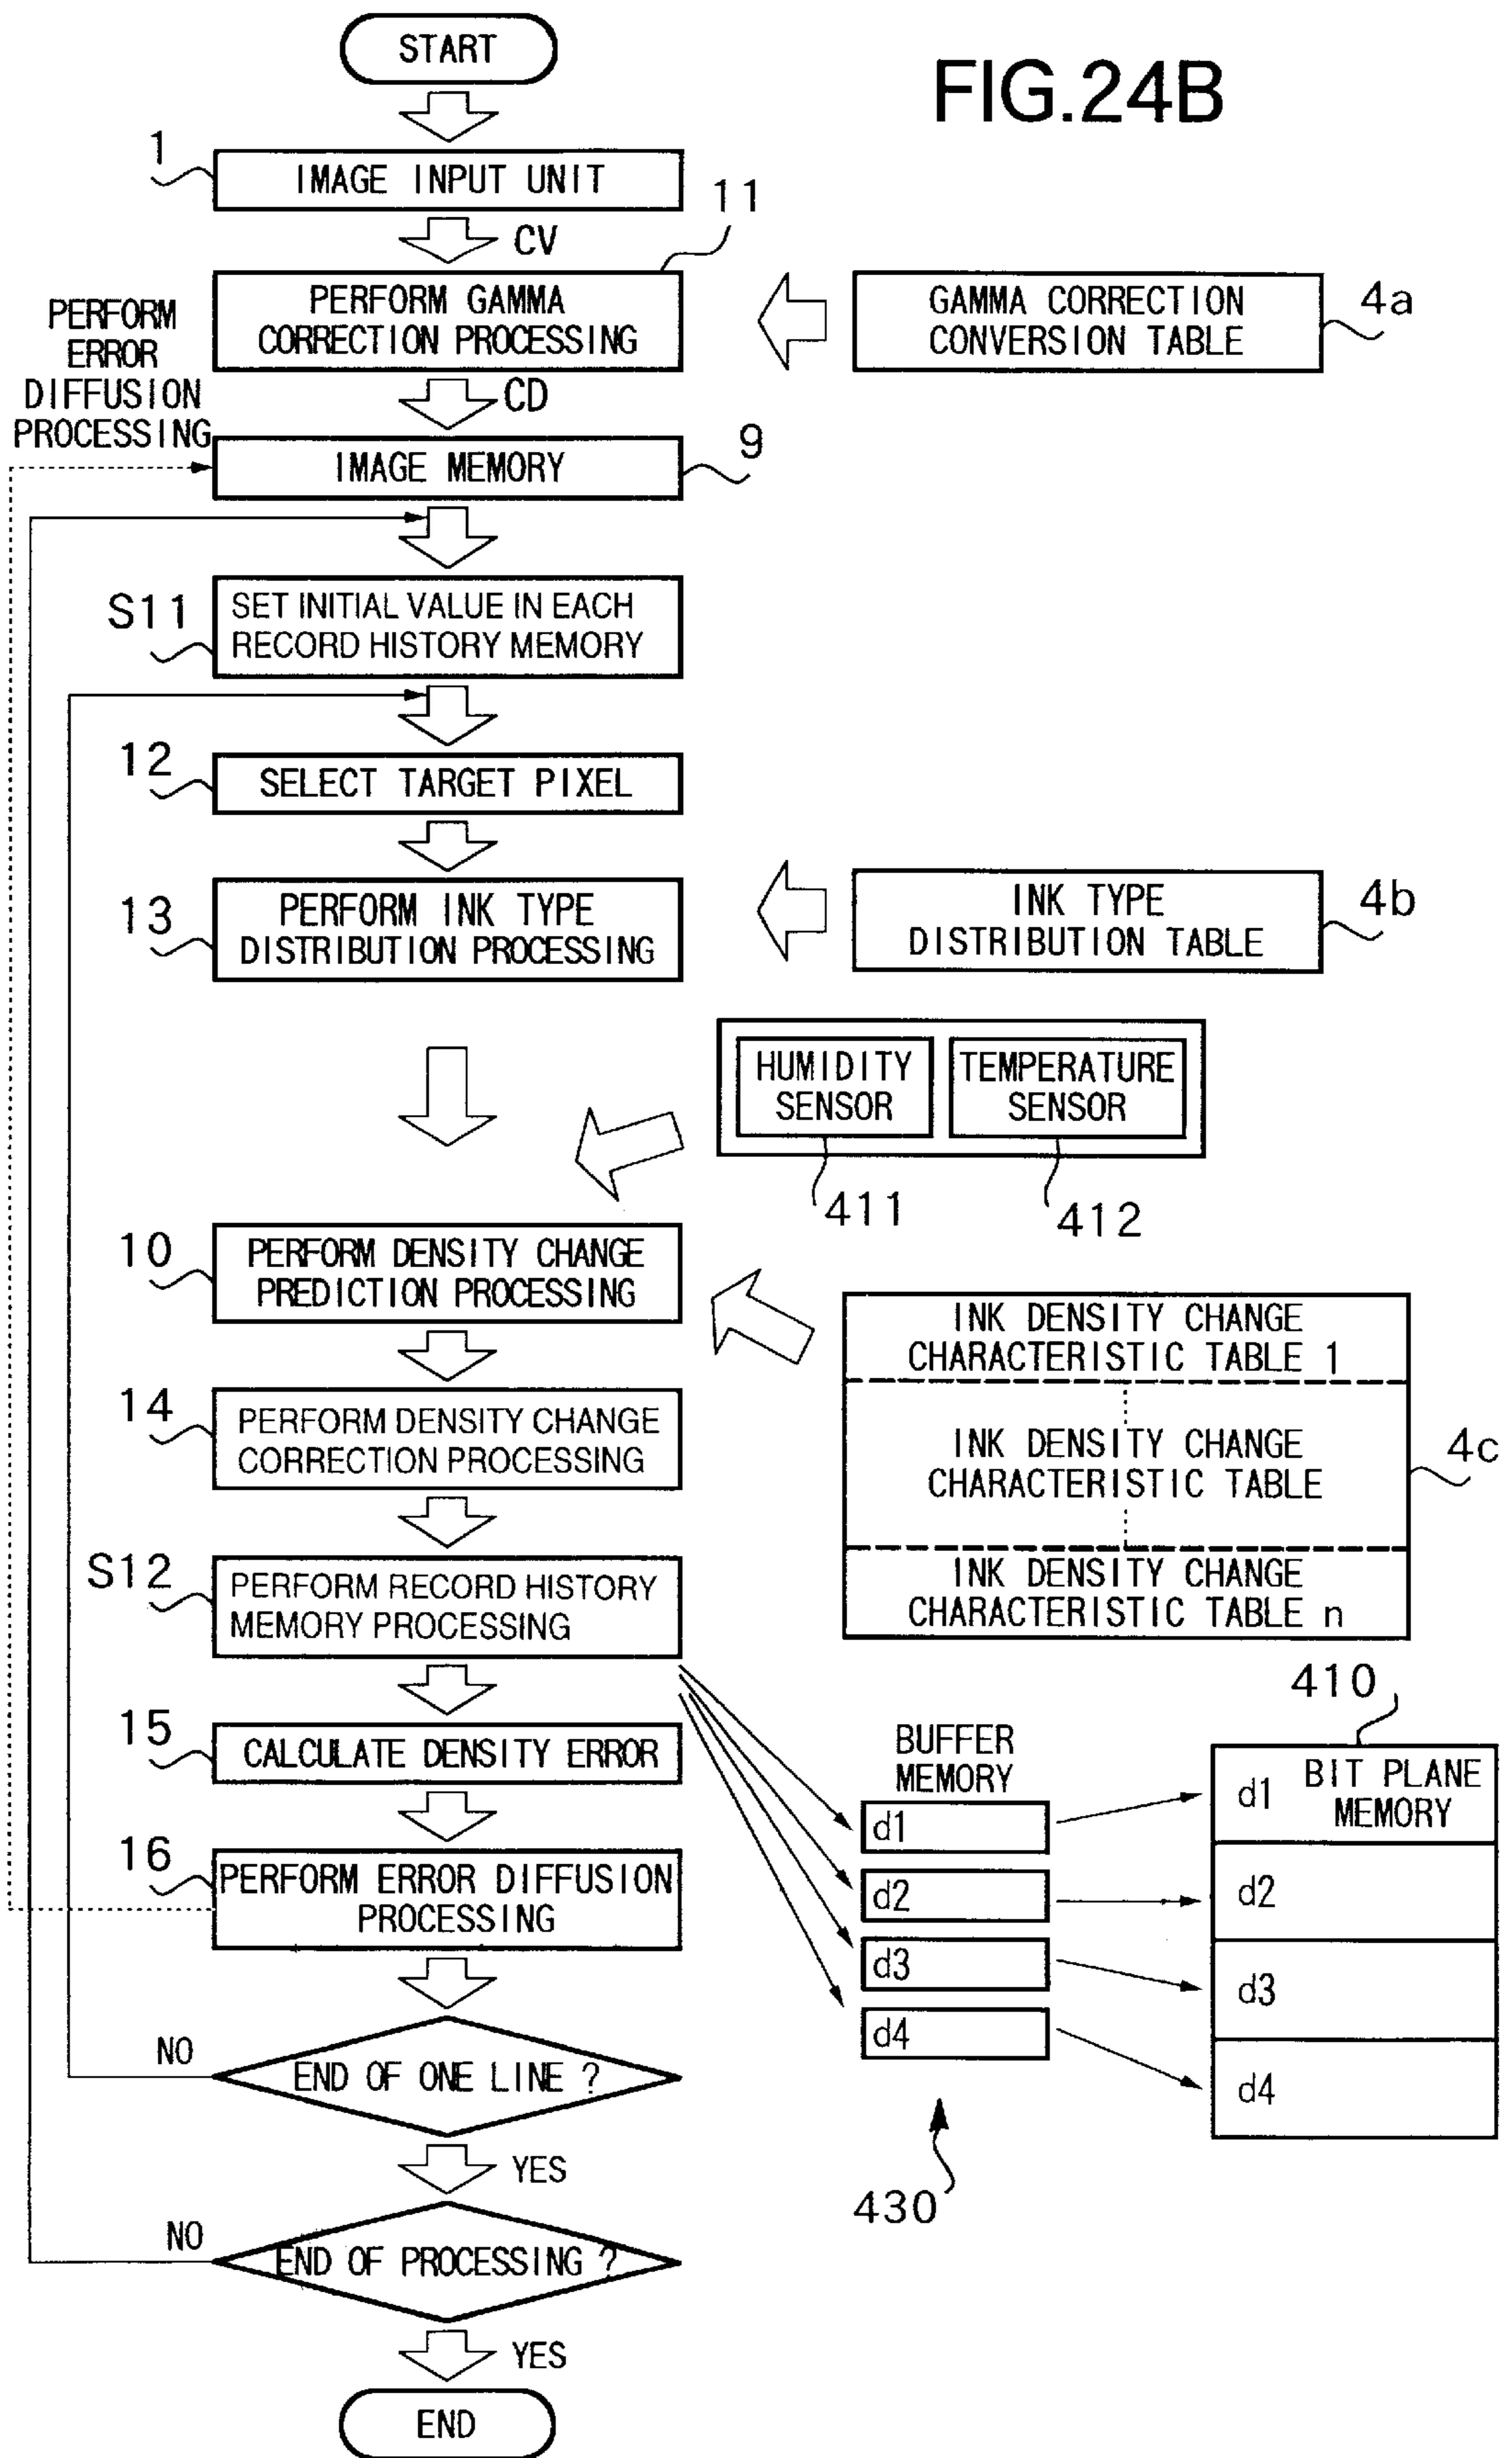 START
FIG.24B
1
IMAGE INPUT UNIT
11
CV
PERFORM GAMMA
CORRECTION PROCESSING
GAMMA CORRECTION
CONVERSION TABLE
4a
PERFORM
ERROR
DIFFUSION
PROCESSING
CD
IMAGE MEMORY
9
S11
SET INITIAL VALUE IN EACH
RECORD HISTORY MEMORY
12
SELECT TARGET PIXEL
13
PERFORM INK TYPE
DISTRIBUTION PROCESSING
INK TYPE
DISTRIBUTION TABLE
4b
HUMIDITY
SENSOR
TEMPERATURE
SENSOR
411
412
10
PERFORM DENSITY CHANGE
PREDICTION PROCESSING
INK DENSITY CHANGE
CHARACTERISTIC TABLE 1
INK DENSITY CHANGE
CHARACTERISTIC TABLE
INK DENSITY CHANGE
CHARACTERISTIC TABLE n
4c
14
PERFORM DENSITY CHANGE
CORRECTION PROCESSING
S12
PERFORM RECORD HISTORY
MEMORY PROCESSING
15
CALCULATE DENSITY ERROR
BUFFER
MEMORY
d1
d2
d3
d4
430
410
d1
BIT PLANE
MEMORY
d2
d3
d4
16
PERFORM ERROR DIFFUSION
PROCESSING
NO
END OF ONE LINE ?
YES
NO
END OF PROCESSING ?
YES
END